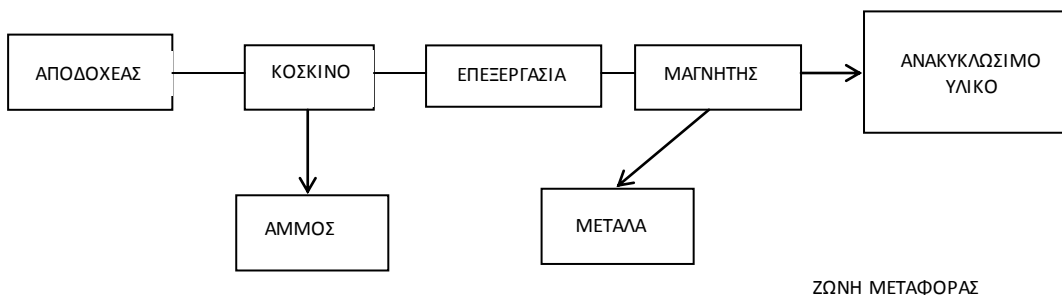 ΑΠΟΔΟΧΕΑΣ
ΚΟΣΚΙΝΟ
ΕΠΕΞΕΡΓΑΣΙΑ
ΜΑΓΝΗΤΗΣ
ΑΝΑΚΥΚΛΩΣΙΜΟ
ΥΛΙΚΟ
ΑΜΜΟΣ
ΜΕΤΑΛΑ
ΖΩΝΗ ΜΕΤΑΦΟΡΑΣ